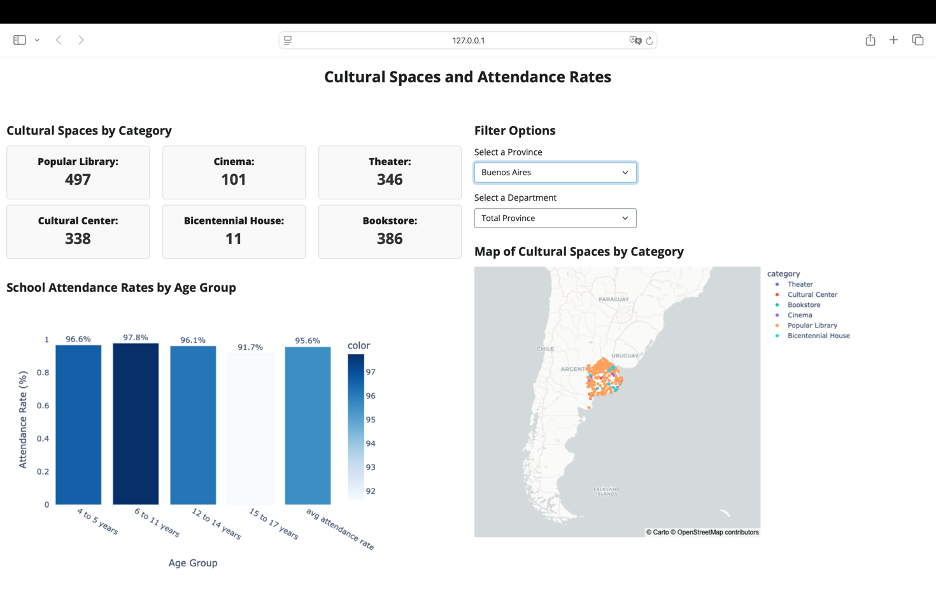 127.0.0.1
Cultural Spaces and Attendance Rates
Cultural Spaces by Category
Popular Library:
497
Cinema:
101
Theater:
346
Cultural Center:
338
Bicentennial House:
11
Bookstore:
386
School Attendance Rates by Age Group
96.6%
97.8%
96.1%
91.7%
95.6%
Attendance Rate (%)
1
0.8
0.6
0.4
0.2
0
4 to 5 years
6 to 11 years
12 to 14 years
15 to 17 years
avg attendance rate
Age Group
color
97
96
95
94
93
92
Filter Options
Select a Province
Buenos Aires
Select a Department
Total Province
Map of Cultural Spaces by Category
PARAGUAY
CHILE
URUGUAY
ARGENT
FALKLAND
ISLANDS
© Carto © OpenStreetMap contributors
category
Theater
Cultural Center
Bookstore
Cinema
Popular Library
Bicentennial House